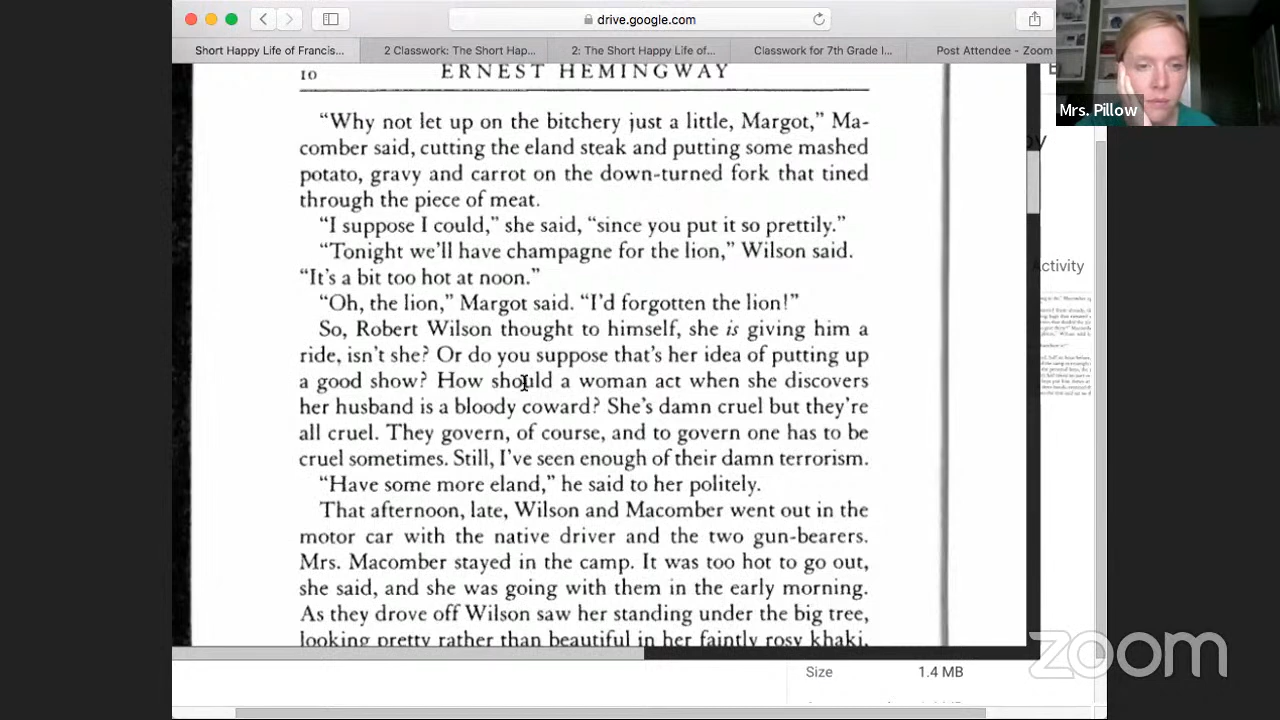 drive.google.com
Short Happy Life of Francis...
2 Classwork: The Short Hap...
2: The Short Happy Life of...
Classwork for 7th Grade I...
Post Attendee - Zoom
Mrs. Pillow
10
ERNEST HEMINGWAY
“Why not let up on the bitchery just a little, Margot,” Ma-
comber said, cutting the eland steak and putting some mashed
potato, gravy and carrot on the down-turned fork that tined
through the piece of meat.
“I suppose I could,” she said, “since you put it so prettily.”
“Tonight we’ll have champagne for the lion,” Wilson said.
“It’s a bit too hot at noon.”
“Oh, the lion,” Margot said. “I’d forgotten the lion!”
So, Robert Wilson thought to himself, she is giving him a
ride, isn’t she? Or do you suppose that’s her idea of putting up
a good show? How should a woman act when she discovers
her husband is a bloody coward? She’s damn cruel but they’re
all cruel. They govern, of course, and to govern one has to be
cruel sometimes. Still, I’ve seen enough of their damn terrorism.
“Have some more eland,” he said to her politely.
That afternoon, late, Wilson and Macomber went out in the
motor car with the native driver and the two gun-bearers.
Mrs. Macomber stayed in the camp. It was too hot to go out,
she said, and she was going with them in the early morning.
As they drove off Wilson saw her standing under the big tree,
looking pretty rather than beautiful in her faintly rosy khaki,
ctivity
Size
1.4 MB
zoom